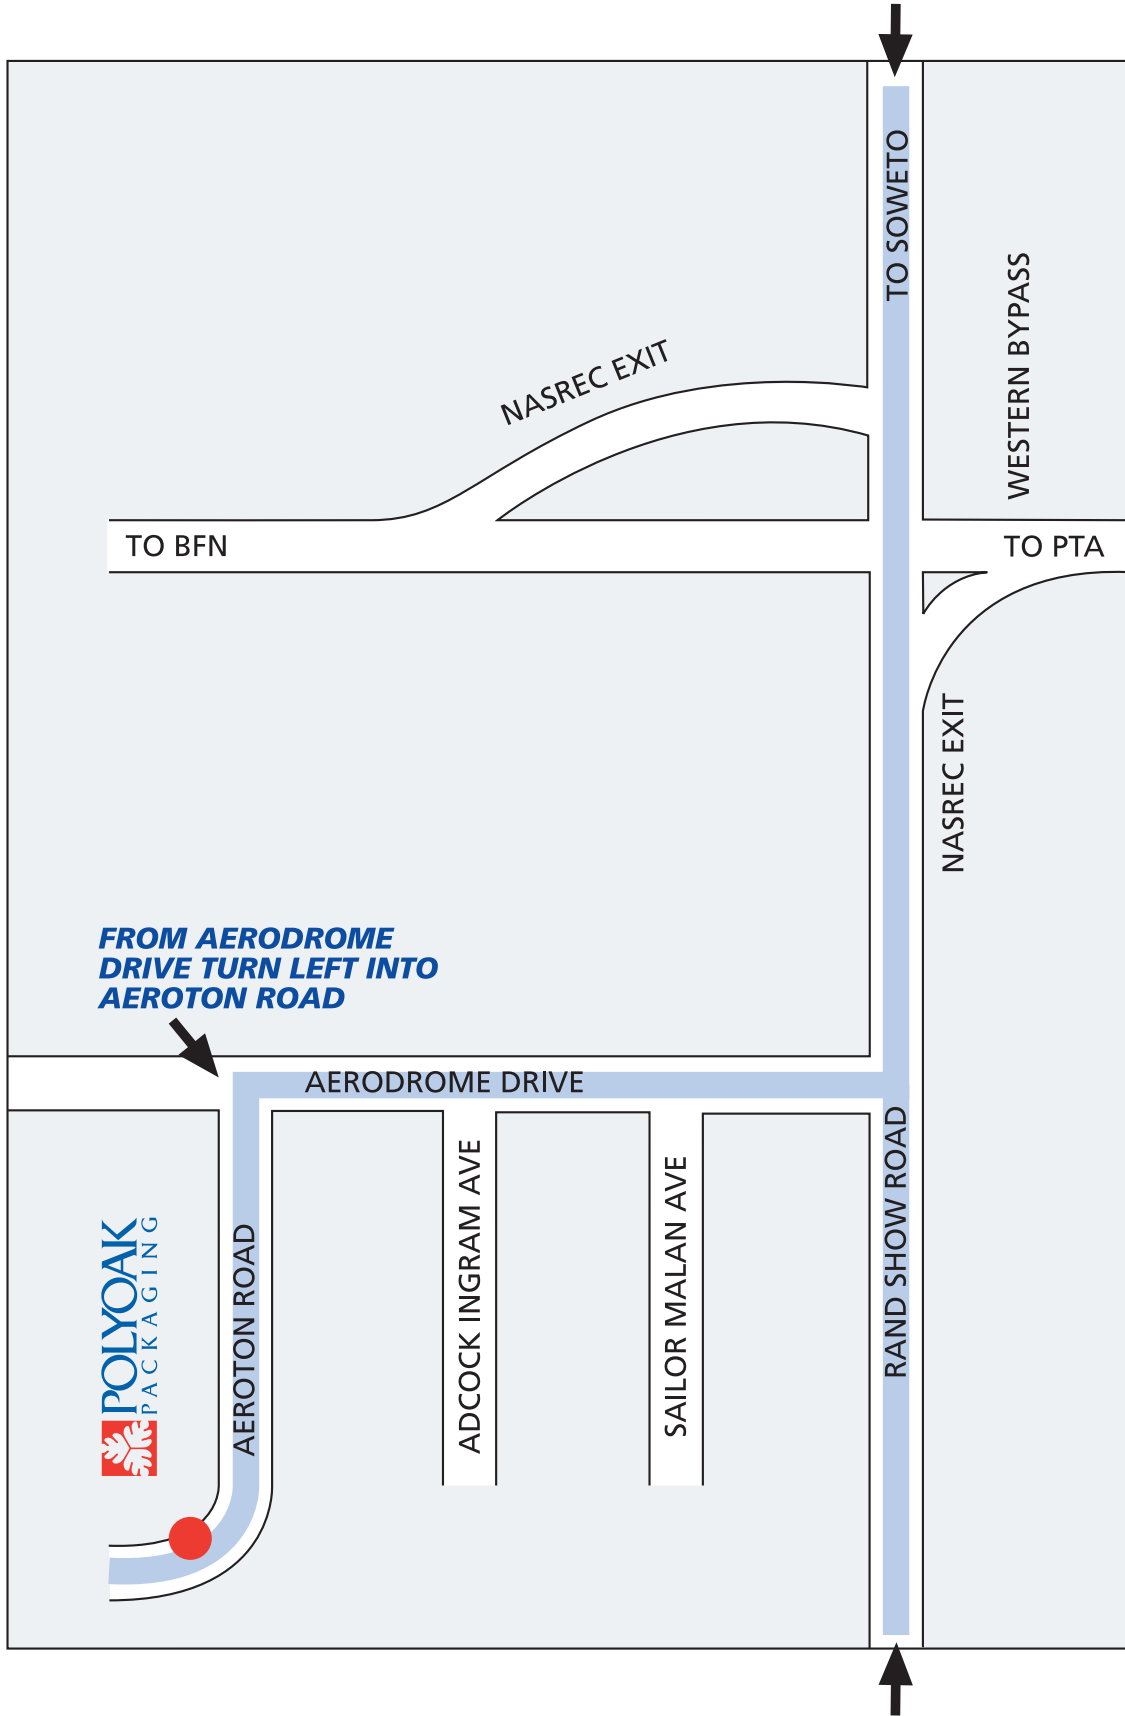 TO SOWETO
WESTERN BYPASS
NASREC EXIT
TO BFN
TO PTA
NASREC EXIT
FROM AERODROME
DRIVE TURN LEFT INTO
AEROTON ROAD
AERODROME DRIVE
RAND SHOW ROAD
ADCOCK INGRAM AVE
SAILOR MALAN AVE
AEROTON ROAD
POLYOAK
PACKAGING